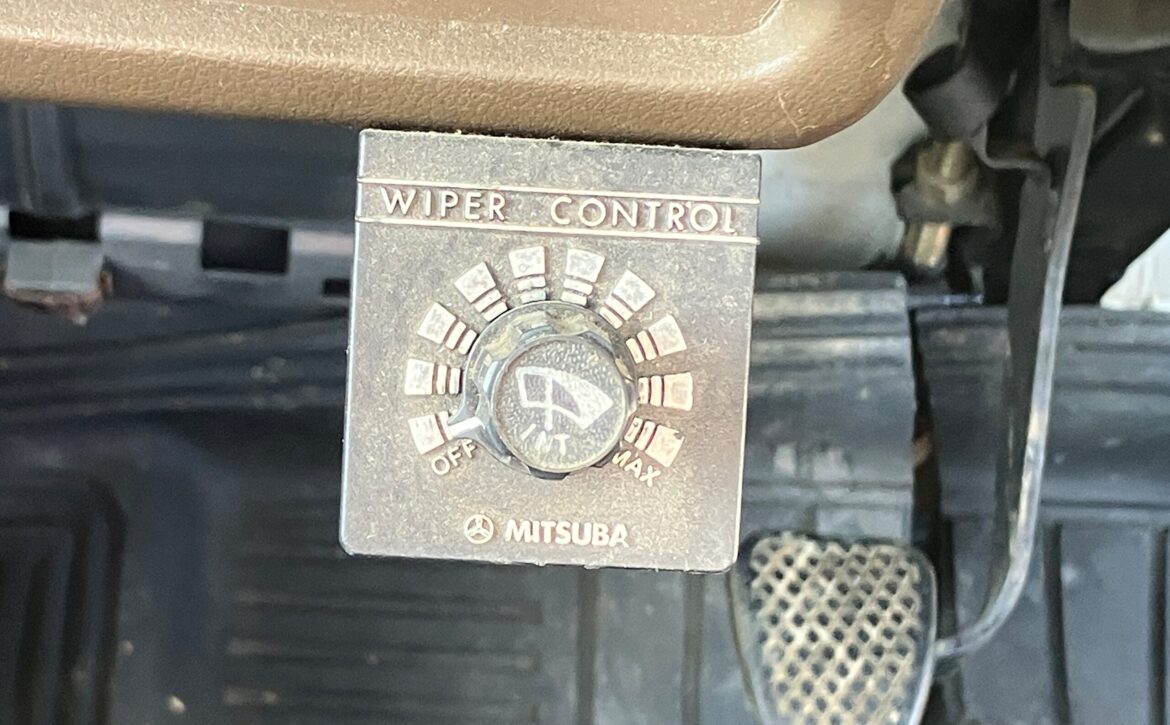 WIPER CONTROL
INT
OFF MAX
MITSUBA